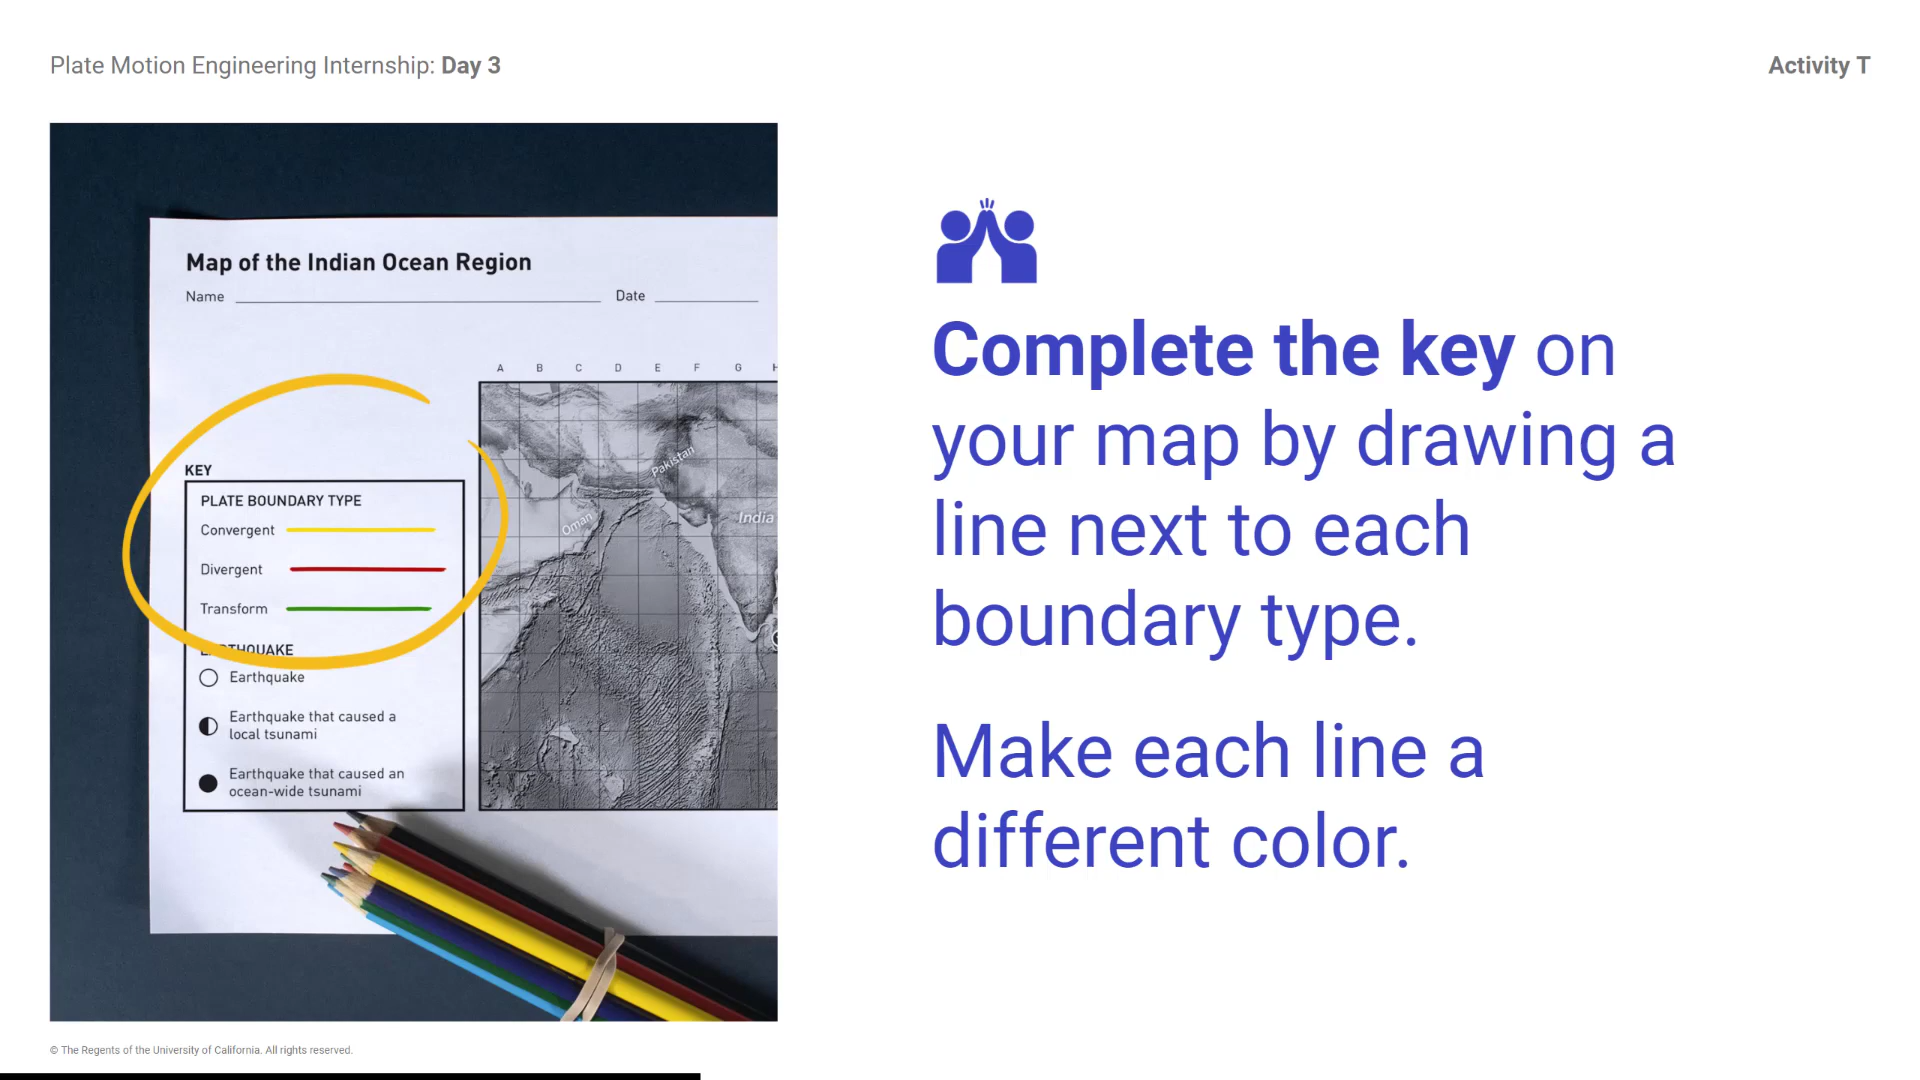 Plate Motion Engineering Internship: Day 3
Activity T
Map of the Indian Ocean Region
Name
Date
A B C D E F G H
KEY
PLATE BOUNDARY TYPE
Convergent
Divergent
Transform
EARTHQUAKE
Earthquake
Earthquake that caused a
local tsunami
Earthquake that caused an
ocean-wide tsunami
Pakistan
Oman
India
Complete the key on
your map by drawing a
line next to each
boundary type.
Make each line a
different color.
© The Regents of the University of California. All rights reserved.